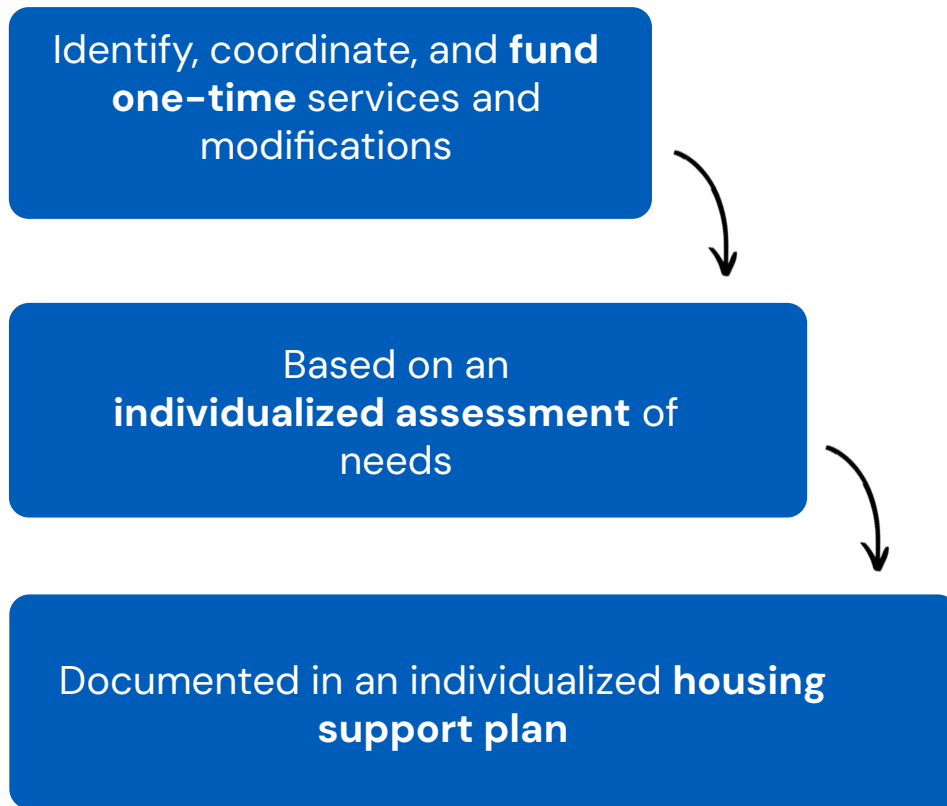 Identify, coordinate, and fund
one-time services and
modifications
Based on an
individualized assessment of
needs
Documented in an individualized housing
support plan